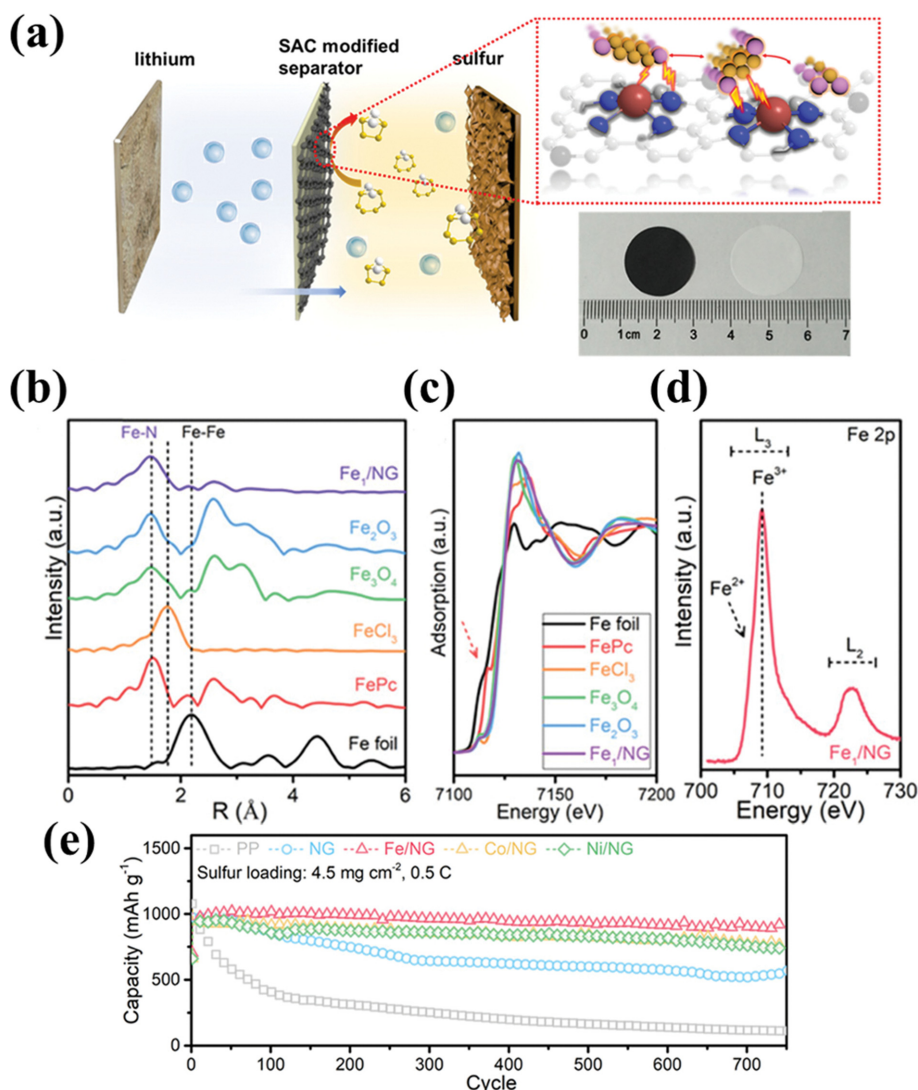 (a)
lithium
SAC modified
separator
sulfur
0 1cm 2 3 4 5 6 7
(b)
Fe-N
Fe-Fe
Fe₁/NG
Fe₂O₃
Fe₃O₄
FeCl₃
FePc
Fe foil
Intensity (a.u.)
0 2 4 6
R (Å)
(c)
Adsorption (a.u.)
Fe foil
FePc
FeCl₃
Fe₃O₄
Fe₂O₃
Fe₁/NG
7100 7150 7200
Energy (eV)
(d)
L₃
Fe 2p
Fe³⁺
Fe²⁺
L₂
Fe₁/NG
Intensity (a.u.)
700 710 720 730
Energy (eV)
(e)
PP NG Fe/NG Co/NG Ni/NG
Sulfur loading: 4.5 mg cm⁻², 0.5 C
Capacity (mAh g⁻¹)
1500
1000
500
0
0 100 200 300 400 500 600 700
Cycle